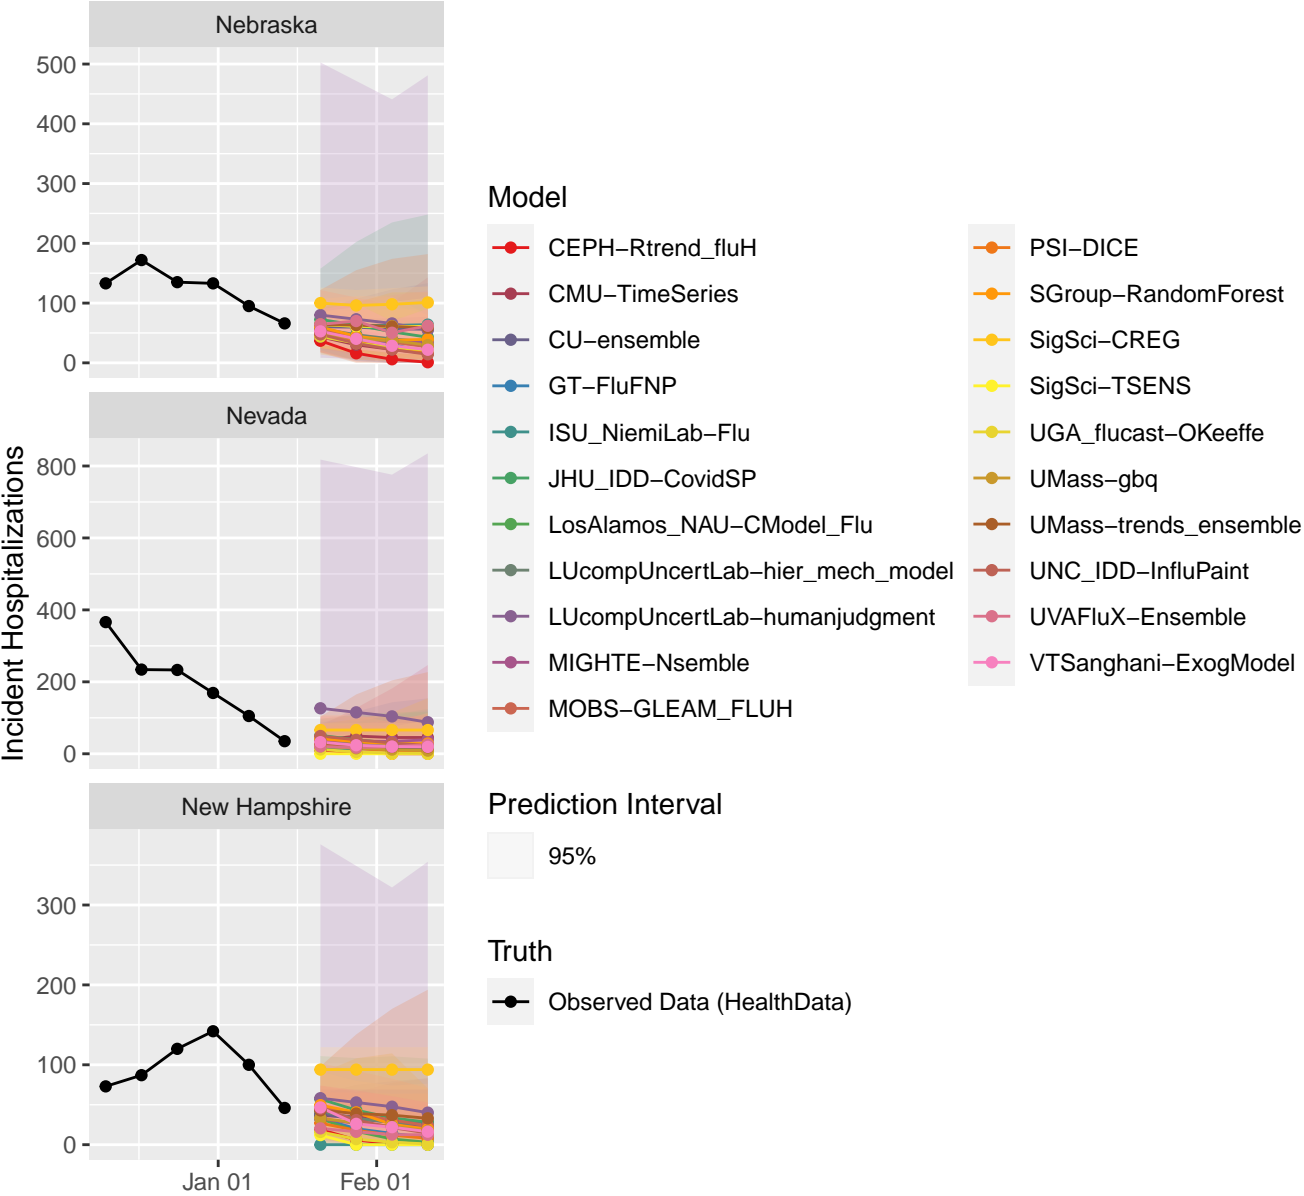 Nebraska
500
400
300
200
100
0
Nevada
800
600
400
200
0
New Hampshire
300
200
100
0
Jan 01
Feb 01
Incident Hospitalizations
Model
CEPH−Rtrend_fluH
CMU−TimeSeries
CU−ensemble
GT−FluFNP
ISU_NiemiLab−Flu
JHU_IDD−CovidSP
LosAlamos_NAU−CModel_Flu
LUcompUncertLab−hier_mech_model
LUcompUncertLab−humanjudgment
MIGHTE−Nsemble
MOBS−GLEAM_FLUH
PSI−DICE
SGroup−RandomForest
SigSci−CREG
SigSci−TSENS
UGA_flucast−OKeeffe
UMass−gbq
UMass−trends_ensemble
UNC_IDD−InfluPaint
UVAFluX−Ensemble
VTSanghani−ExogModel
Prediction Interval
95%
Truth
Observed Data (HealthData)